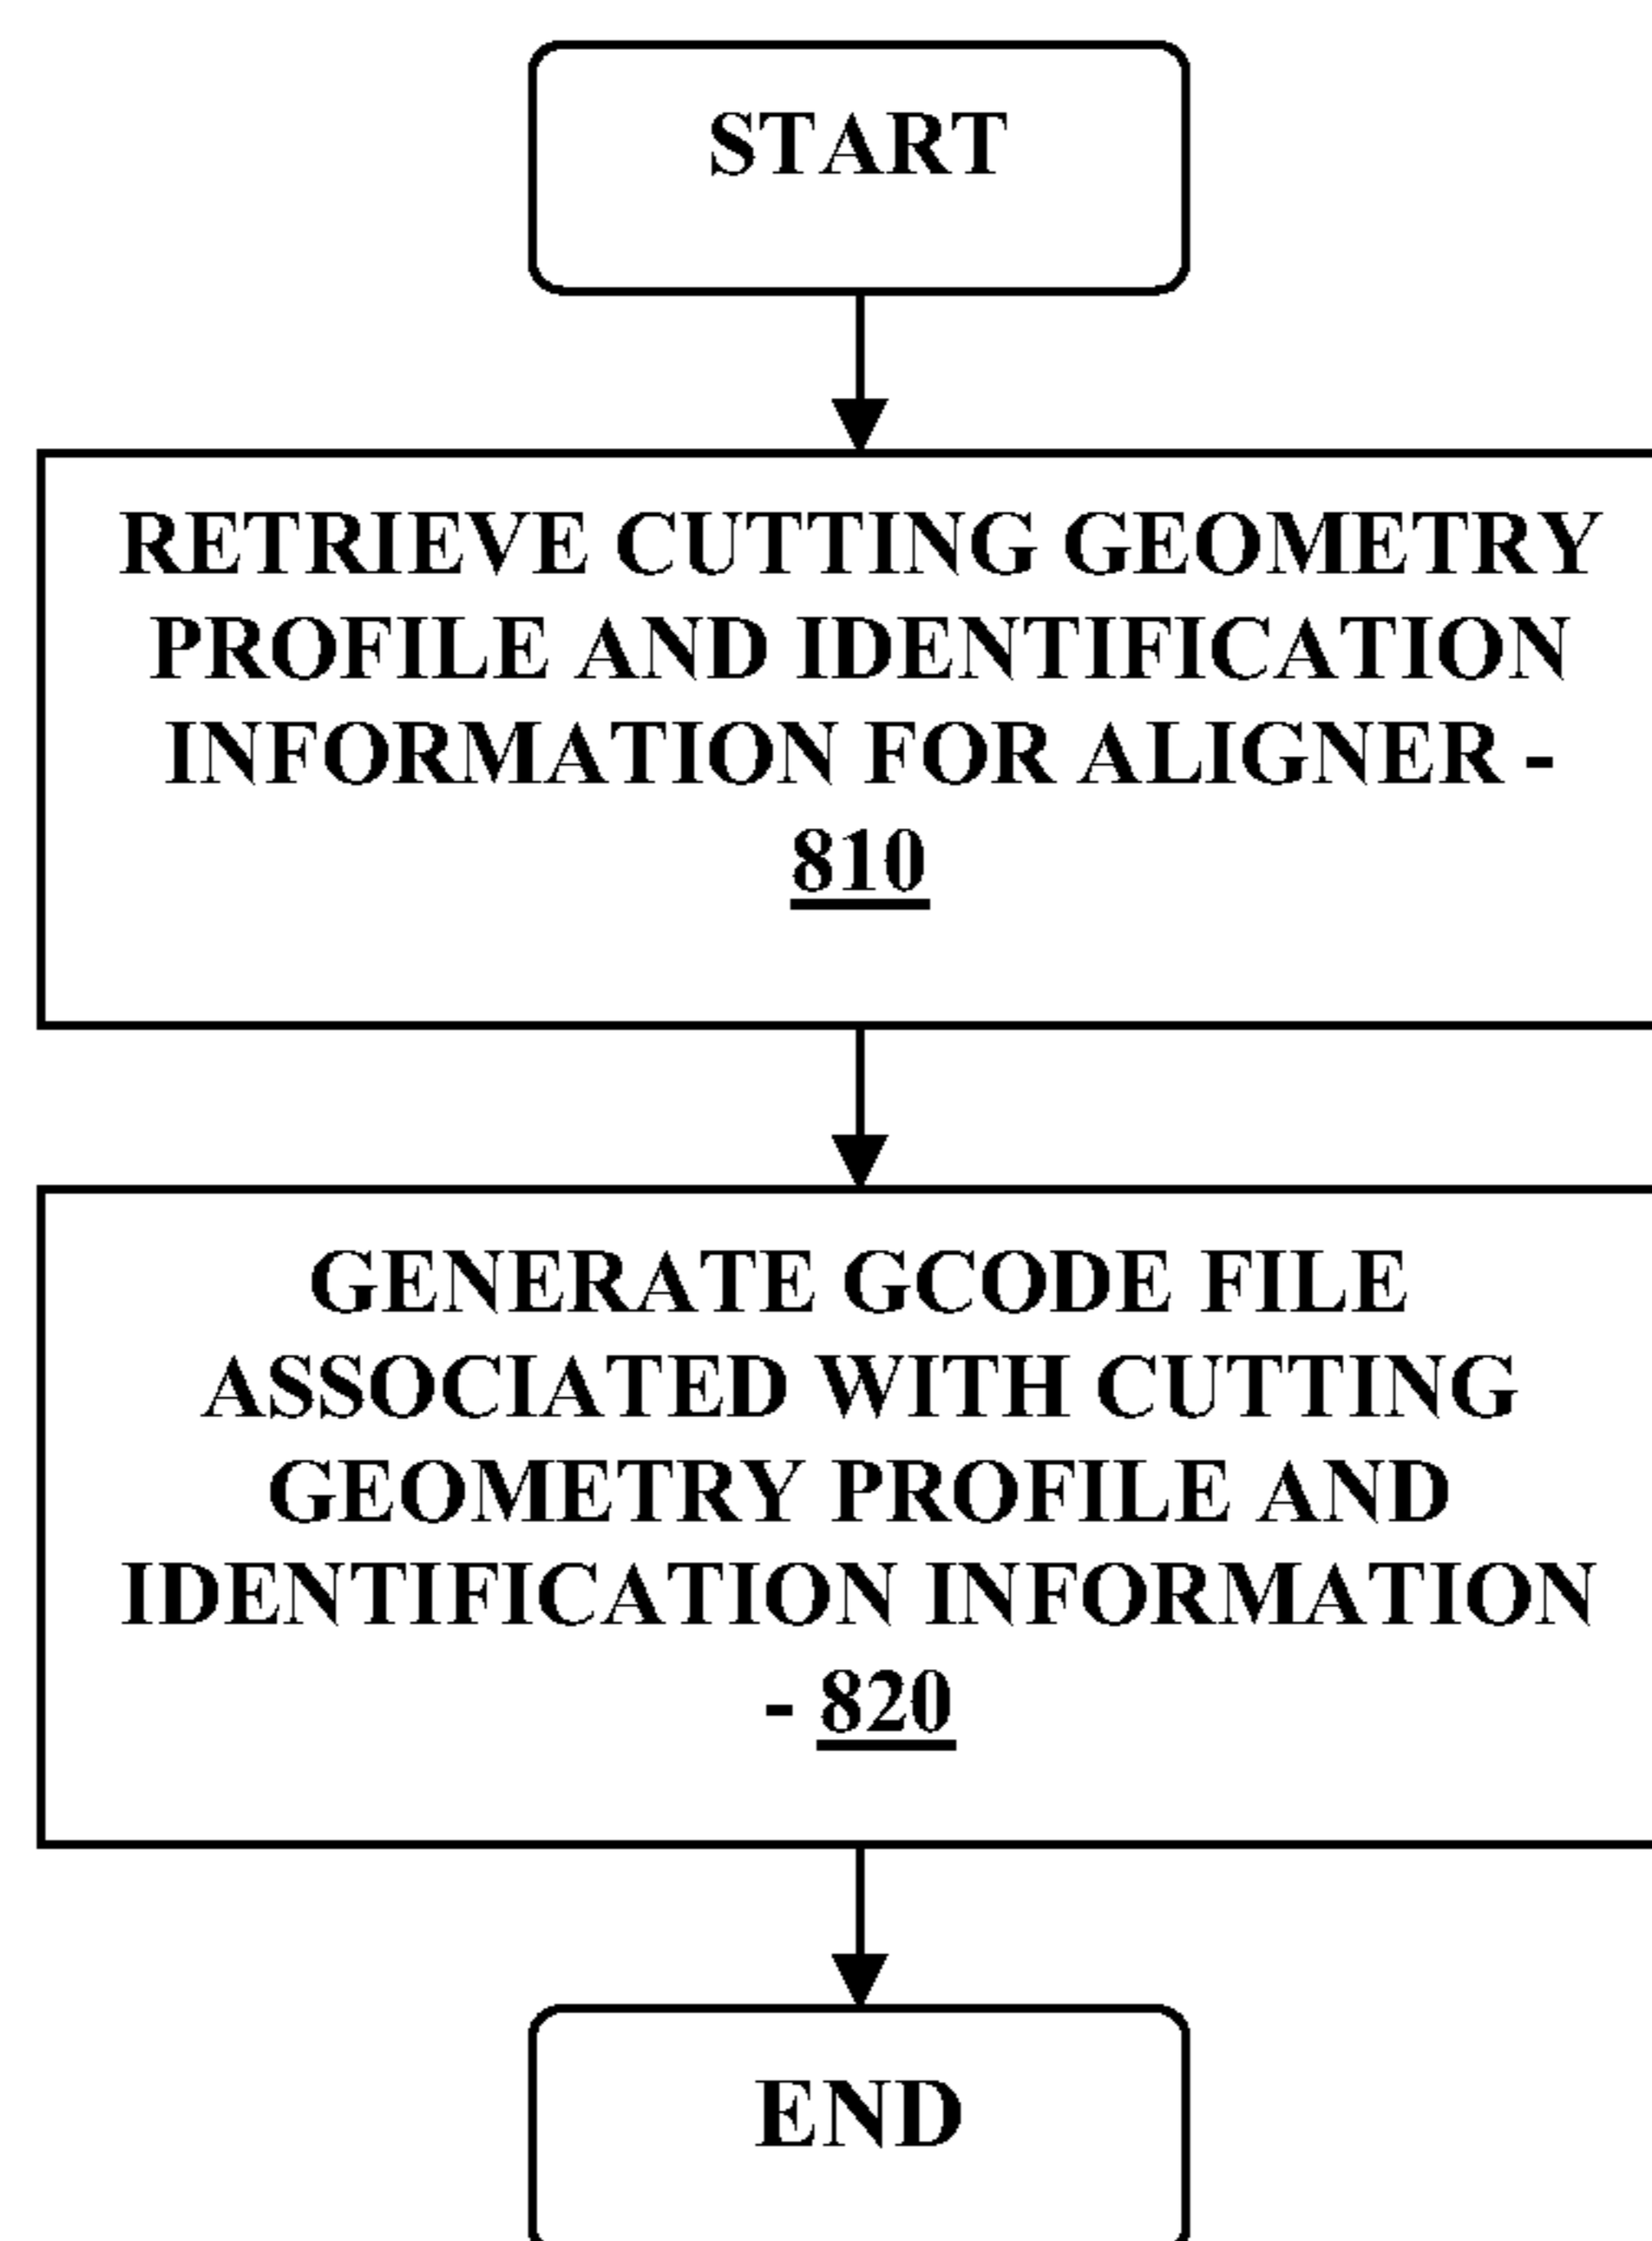 START
RETRIEVE CUTTING GEOMETRY
PROFILE AND IDENTIFICATION
INFORMATION FOR ALIGNER -
810
GENERATE GCODE FILE
ASSOCIATED WITH CUTTING
GEOMETRY PROFILE AND
IDENTIFICATION INFORMATION
- 820
END